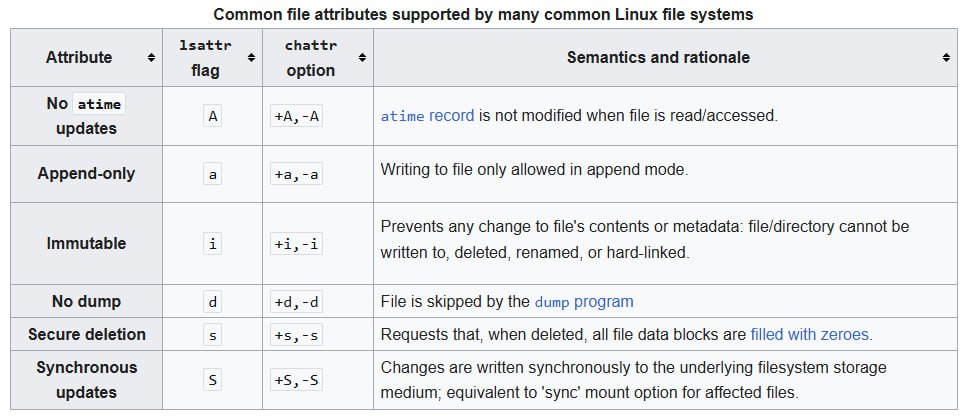 Common file attributes supported by many common Linux file systems
Attribute
lsattr
flag
chattr
option
Semantics and rationale
No atime
updates
A
+A,-A
atime record is not modified when file is read/accessed.
Append-only
a
+a,-a
Writing to file only allowed in append mode.
Immutable
i
+i,-i
Prevents any change to file's contents or metadata: file/directory cannot be
written to, deleted, renamed, or hard-linked.
No dump
d
+d,-d
File is skipped by the dump program
Secure deletion
s
+s,-s
Requests that, when deleted, all file data blocks are filled with zeroes.
Synchronous
updates
S
+S,-S
Changes are written synchronously to the underlying filesystem storage
medium; equivalent to 'sync' mount option for affected files.